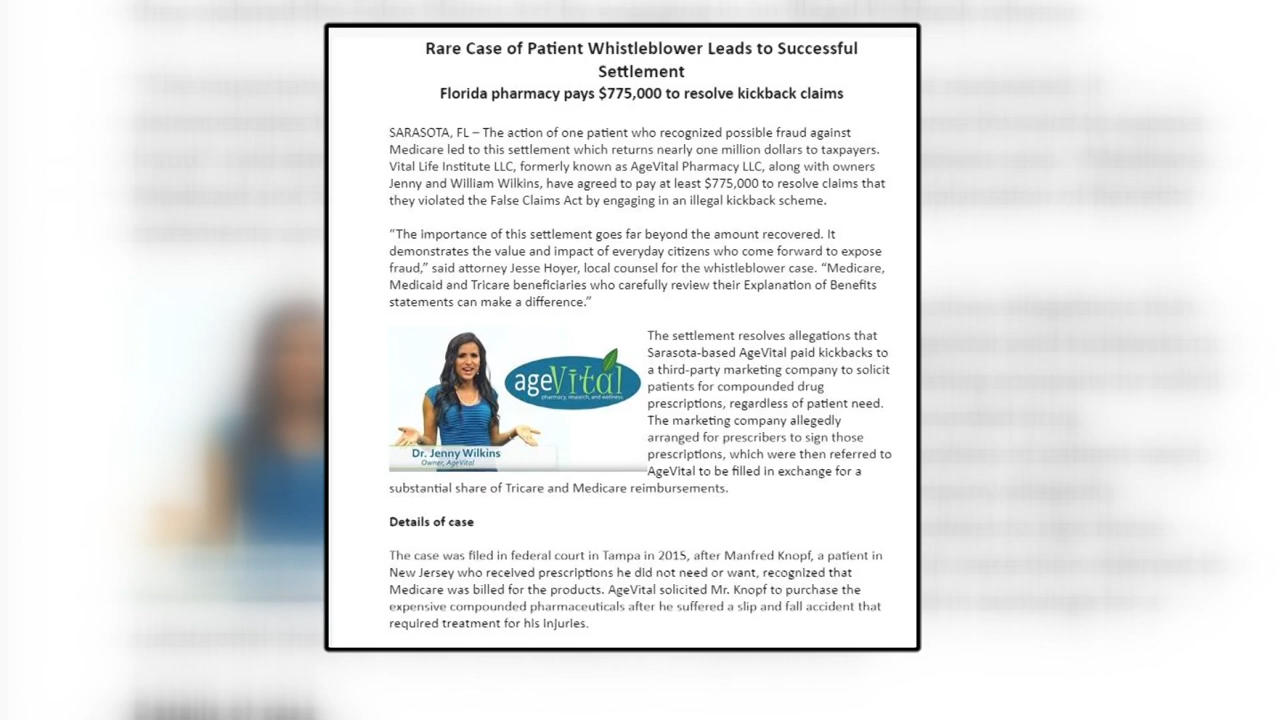 Rare Case of Patient Whistleblower Leads to Successful
Settlement
Florida pharmacy pays $775,000 to resolve kickback claims
SARASOTA, FL – The action of one patient who recognized possible fraud against
Medicare led to this settlement which returns nearly one million dollars to taxpayers.
Vital Life Institute LLC, formerly known as AgeVital Pharmacy LLC, along with owners
Jenny and William Wilkins, have agreed to pay at least $775,000 to resolve claims that
they violated the False Claims Act by engaging in an illegal kickback scheme.
“The importance of this settlement goes far beyond the amount recovered. It
demonstrates the value and impact of everyday citizens who come forward to expose
fraud,” said attorney Jesse Hoyer, local counsel for the whistleblower case. “Medicare,
Medicaid and Tricare beneficiaries who carefully review their Explanation of Benefits
statements can make a difference.”
ageVital
pharmacy, research, and wellness
Dr. Jenny Wilkins
Owner, AgeVital
The settlement resolves allegations that
Sarasota-based AgeVital paid kickbacks to
a third-party marketing company to solicit
patients for compounded drug
prescriptions, regardless of patient need.
The marketing company allegedly
arranged for prescribers to sign those
prescriptions, which were then referred to
AgeVital to be filled in exchange for a
substantial share of Tricare and Medicare reimbursements.
Details of case
The case was filed in federal court in Tampa in 2015, after Manfred Knopf, a patient in
New Jersey who received prescriptions he did not need or want, recognized that
Medicare was billed for the products. AgeVital solicited Mr. Knopf to purchase the
expensive compounded pharmaceuticals after he suffered a slip and fall accident that
required treatment for his injuries.